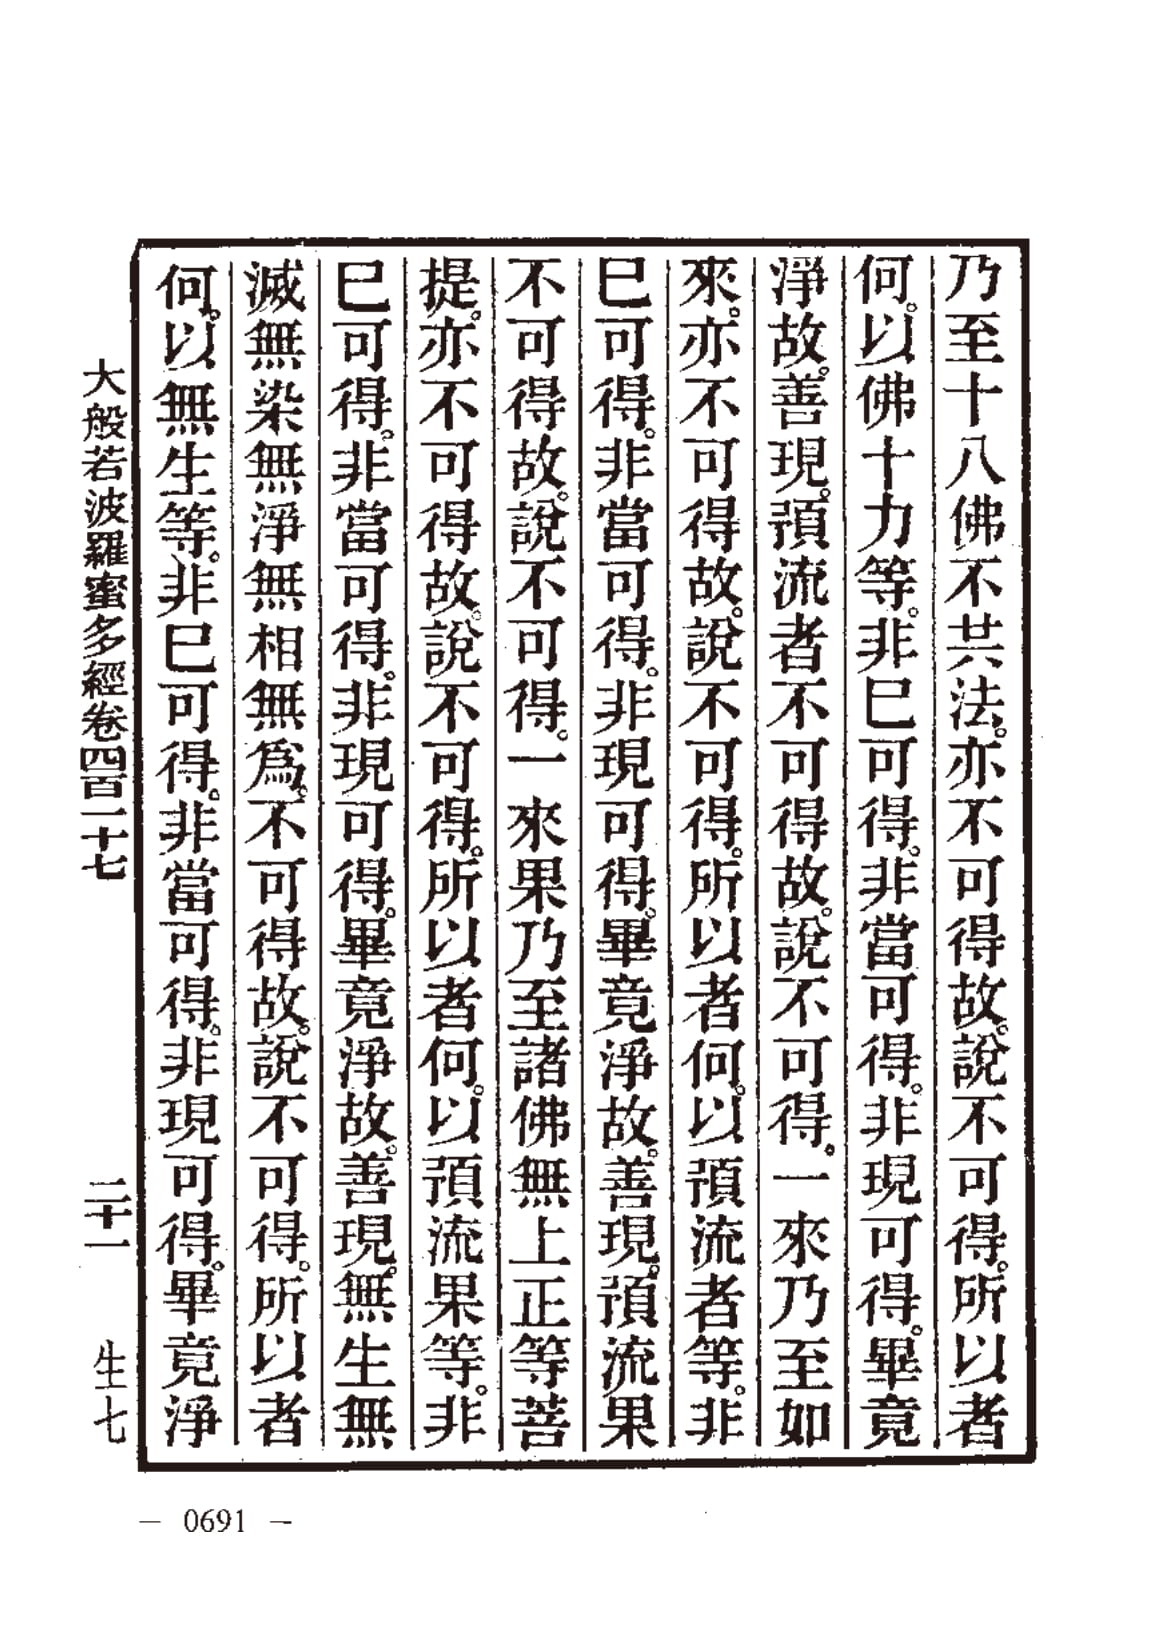 乃至十八佛不共法。亦不可得故。說不可得。所以者
何。以佛十力等。非已可得。非當可得。非現可得。畢竟
淨故。善現。預流者不可得故。說不可得。一來乃至如
來。亦不可得故。說不可得。所以者何。以預流者等。非
已可得。非當可得。非現可得。畢竟淨故。善現。預流果
不可得故。說不可得。一來果乃至諸佛無上正等菩
提。亦不可得故。說不可得。所以者何。以預流果等。非
已可得。非當可得。非現可得。畢竟淨故。善現。無生無
滅無染無淨無相無爲。不可得故。說不可得。所以者
何。以無生等。非已可得。非當可得。非現可得。畢竟淨
大般若波羅蜜多經卷四百一十七 二十一 生七
— 0691 —